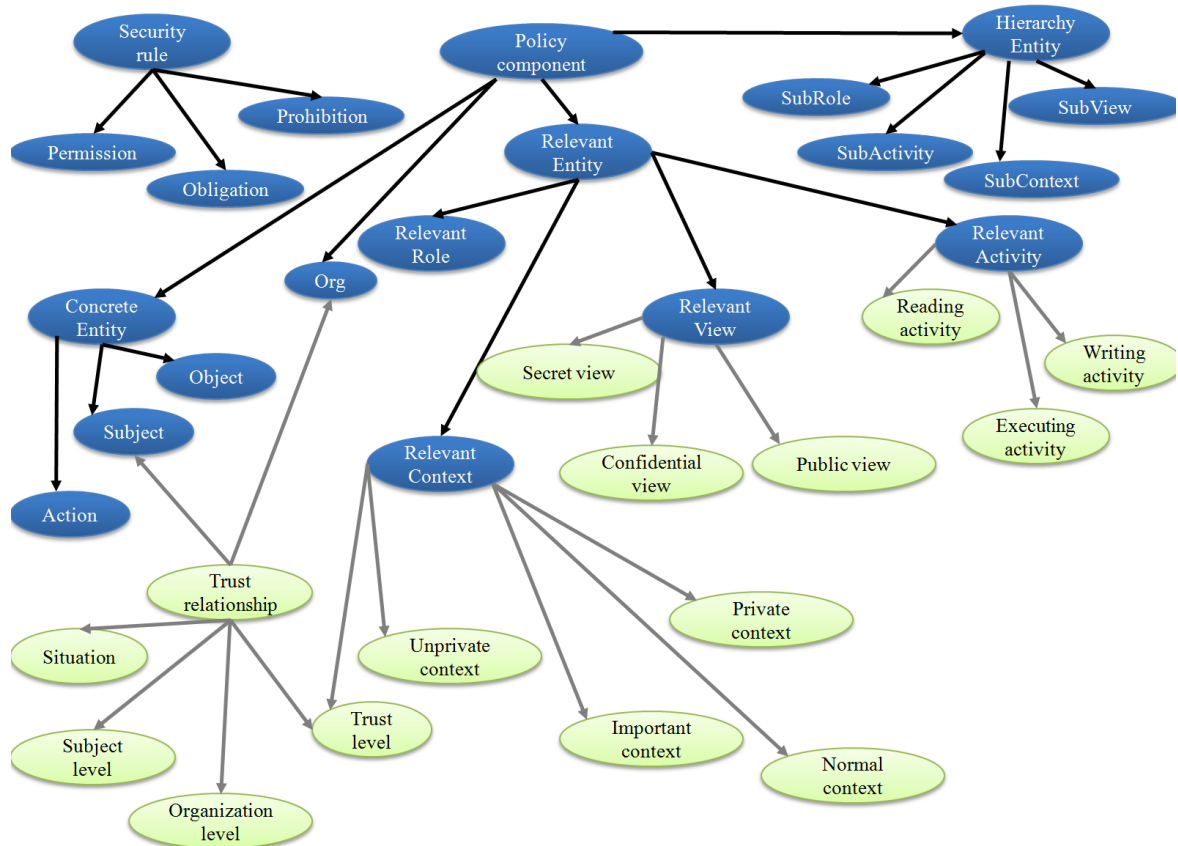 Security
rule
Policy
component
Hierarchy
Entity
SubRole
SubView
Prohibition
Permission
Relevant
Entity
SubActivity
Obligation
SubContext
Relevant
Role
Relevant
Activity
Org
Concrete
Entity
Relevant
View
Reading
activity
Writing
activity
Object
Secret view
Subject
Executing
activity
Relevant
Context
Confidential
view
Public view
Action
Trust
relationship
Private
context
Situation
Unprivate
context
Subject
level
Trust
level
Important
context
Normal
context
Organization
level